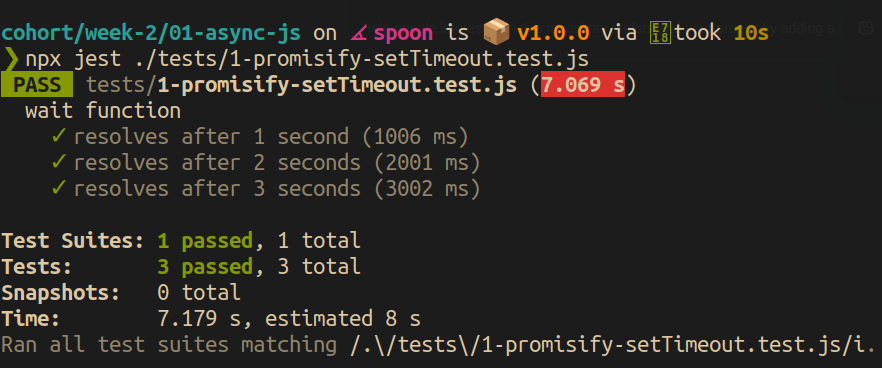 cohort/week-2/01-async-js on spoon is 📦 v1.0.0 via E718 took 10s
❯ npx jest ./tests/1-promisify-setTimeout.test.js
PASS tests/1-promisify-setTimeout.test.js (7.069 s)
wait function
✓ resolves after 1 second (1006 ms)
✓ resolves after 2 seconds (2001 ms)
✓ resolves after 3 seconds (3002 ms)
Test Suites: 1 passed, 1 total
Tests: 3 passed, 3 total
Snapshots: 0 total
Time: 7.179 s, estimated 8 s
Ran all test suites matching /.\/tests\/1-promisify-setTimeout.test.js/i.